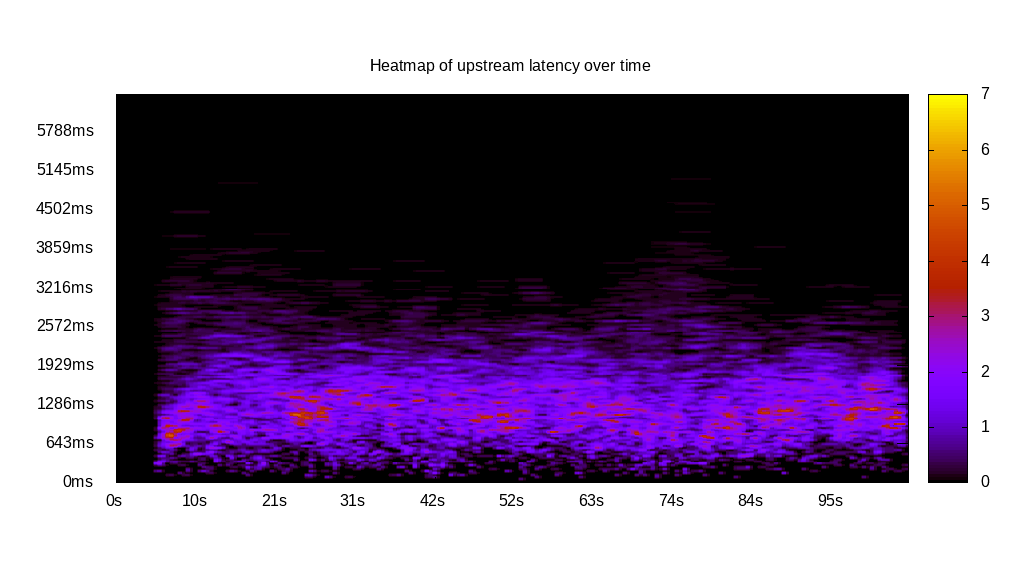 Heatmap of upstream latency over time
5788ms
5145ms
4502ms
3859ms
3216ms
2572ms
1929ms
1286ms
643ms
0ms
0s 10s 21s 31s 42s 52s 63s 74s 84s 95s
7
6
5
4
3
2
1
0